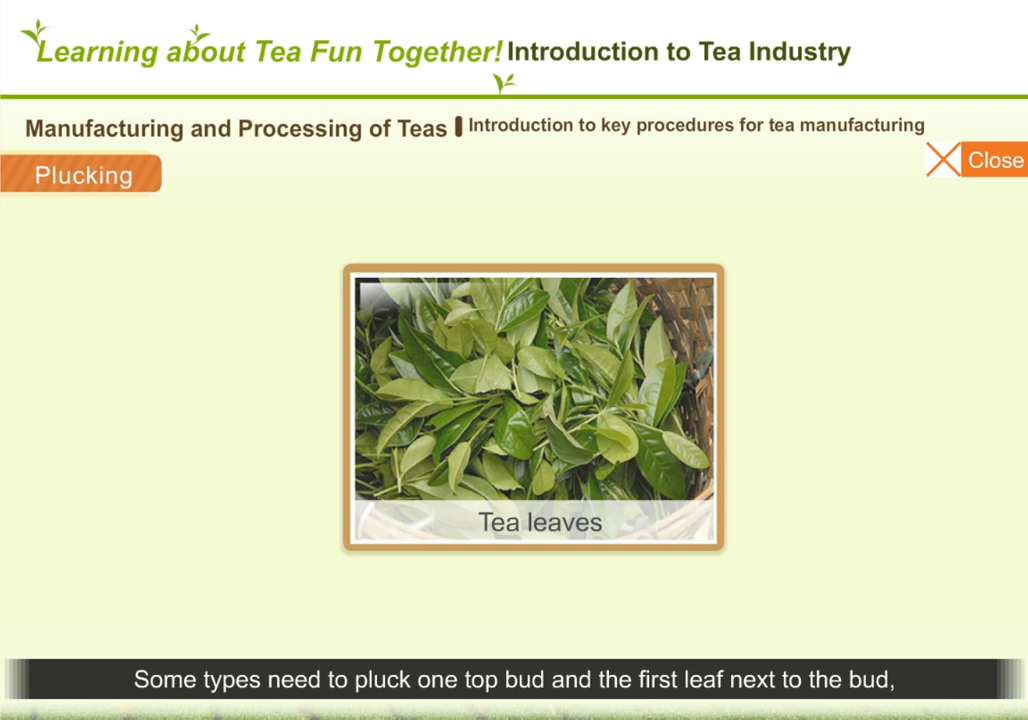 Learning about Tea Fun Together! Introduction to Tea Industry
Manufacturing and Processing of Teas Introduction to key procedures for tea manufacturing
Close
Plucking
Tea leaves
Some types need to pluck one top bud and the first leaf next to the bud,